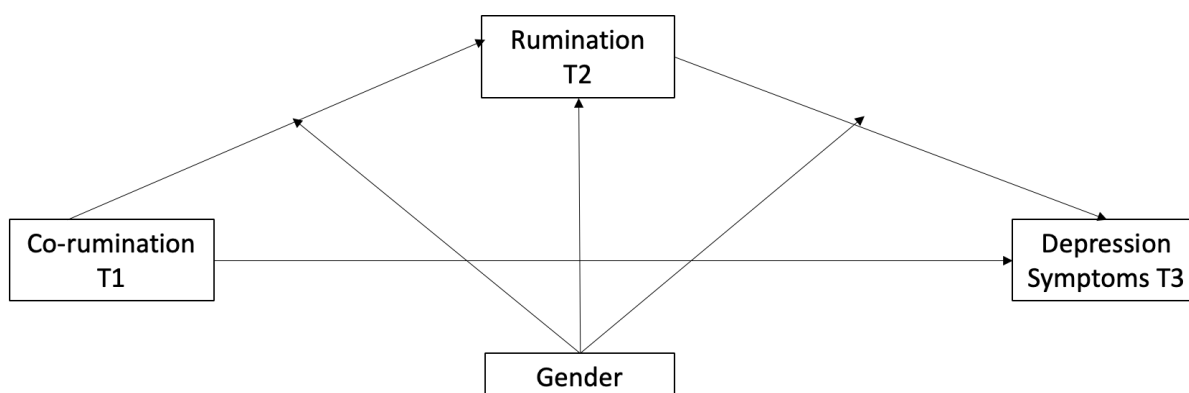 Rumination
T2
Co-rumination
T1
Depression
Symptoms T3
Gender